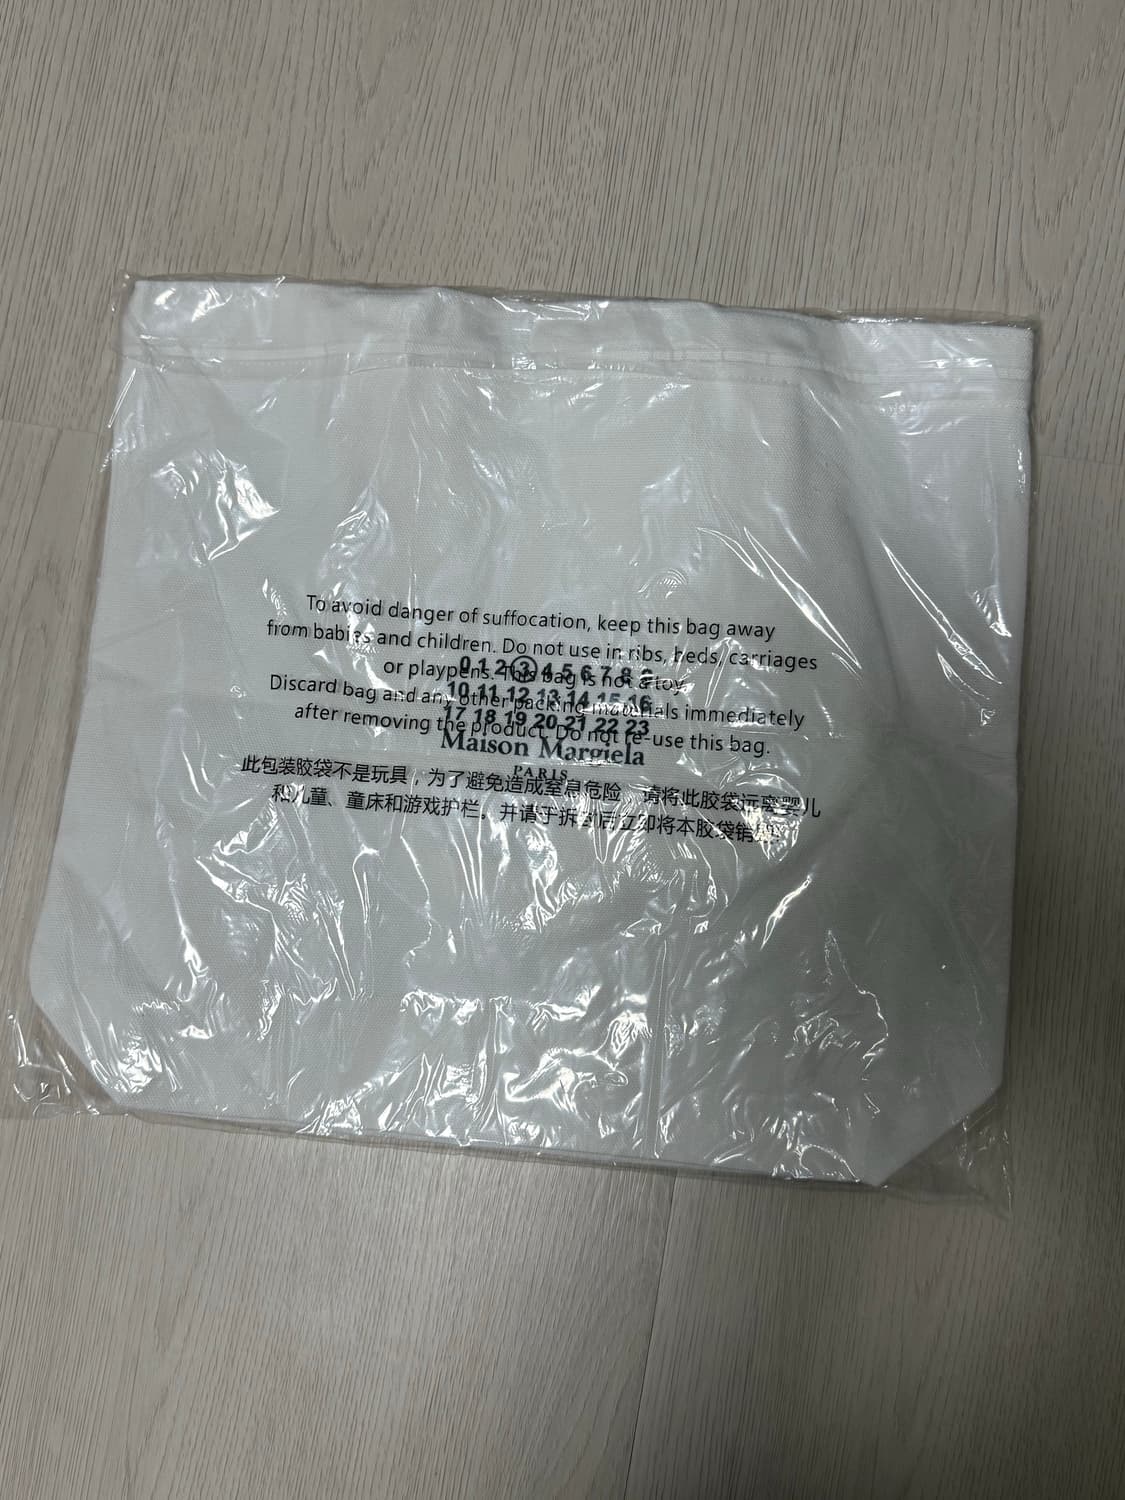 To avoid danger of suffocation, keep this bag away
from babies and children. Do not use in ribs, beds, carriages
or playpens. This bag is not a toy.
Discard bag and any other packing materials immediately
after removing the product. Do not re-use this bag.
此包装胶袋不是玩具，为了避免造成窒息危险，请将此胶袋远离婴儿
和儿童、童床和游戏护栏。并请于拆封后立即将本胶袋销毁
0 1 2 3 4 5 6 7 8 9
10 11 12 13 14 15 16
17 18 19 20 21 22 23
Maison Margiela
PARIS